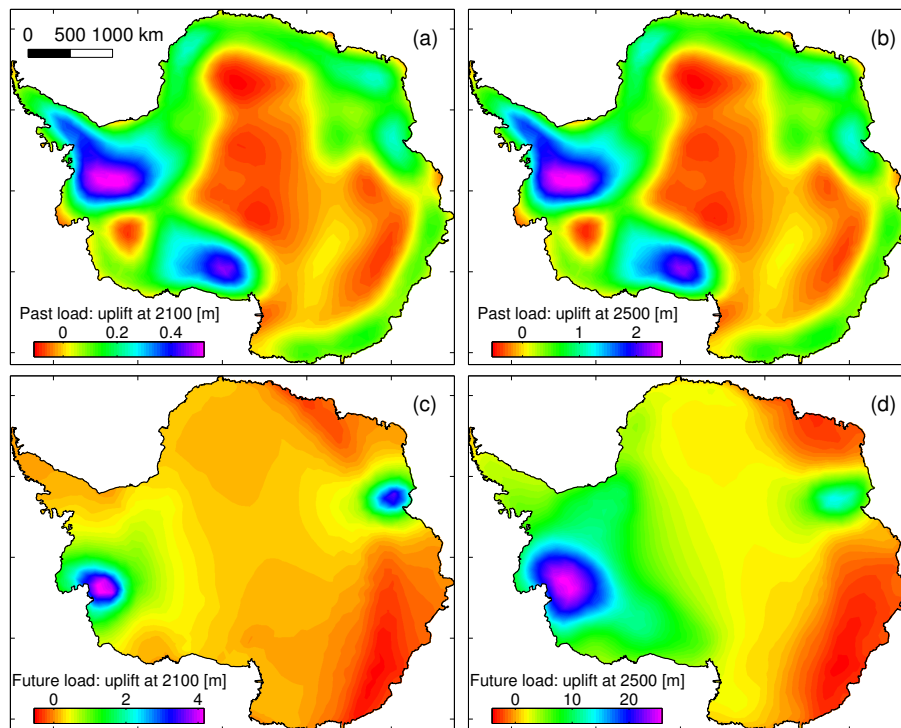 (a)
0 500 1000 km
Past load: uplift at 2100 [m]
0 0.2 0.4
(b)
Past load: uplift at 2500 [m]
0 1 2
(c)
Future load: uplift at 2100 [m]
0 2 4
(d)
Future load: uplift at 2500 [m]
0 10 20